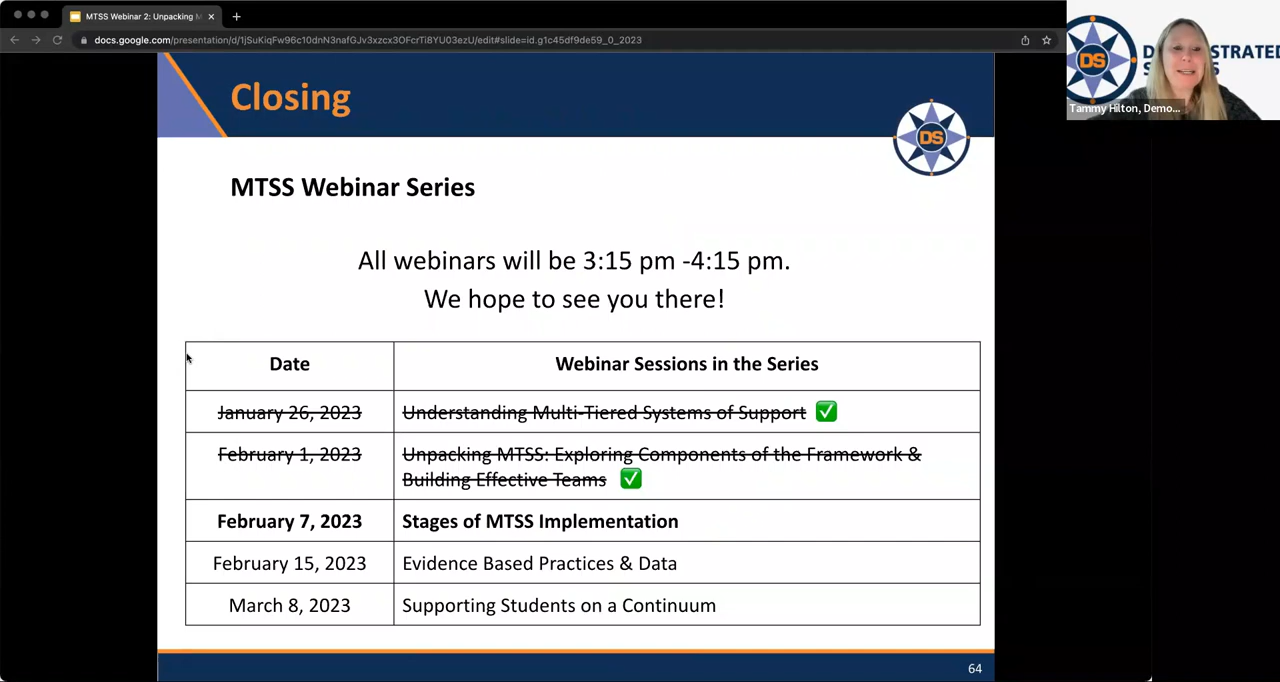 MTSS Webinar 2: Unpacking M
docs.google.com/presentation/d/1jSuKiqFw96c10dnN3nafGJv3xzcx3OFCrTi8YU03ezU/edit#slide=id.g1c45df9de59_0_2023
DS
STRATED
Tammy Hilton, Demo...
Closing
DS
MTSS Webinar Series
All webinars will be 3:15 pm -4:15 pm.
We hope to see you there!
Date
Webinar Sessions in the Series
January 26, 2023
Understanding Multi-Tiered Systems of Support
February 1, 2023
Unpacking MTSS: Exploring Components of the Framework &
Building Effective Teams
February 7, 2023
Stages of MTSS Implementation
February 15, 2023
Evidence Based Practices & Data
March 8, 2023
Supporting Students on a Continuum
64